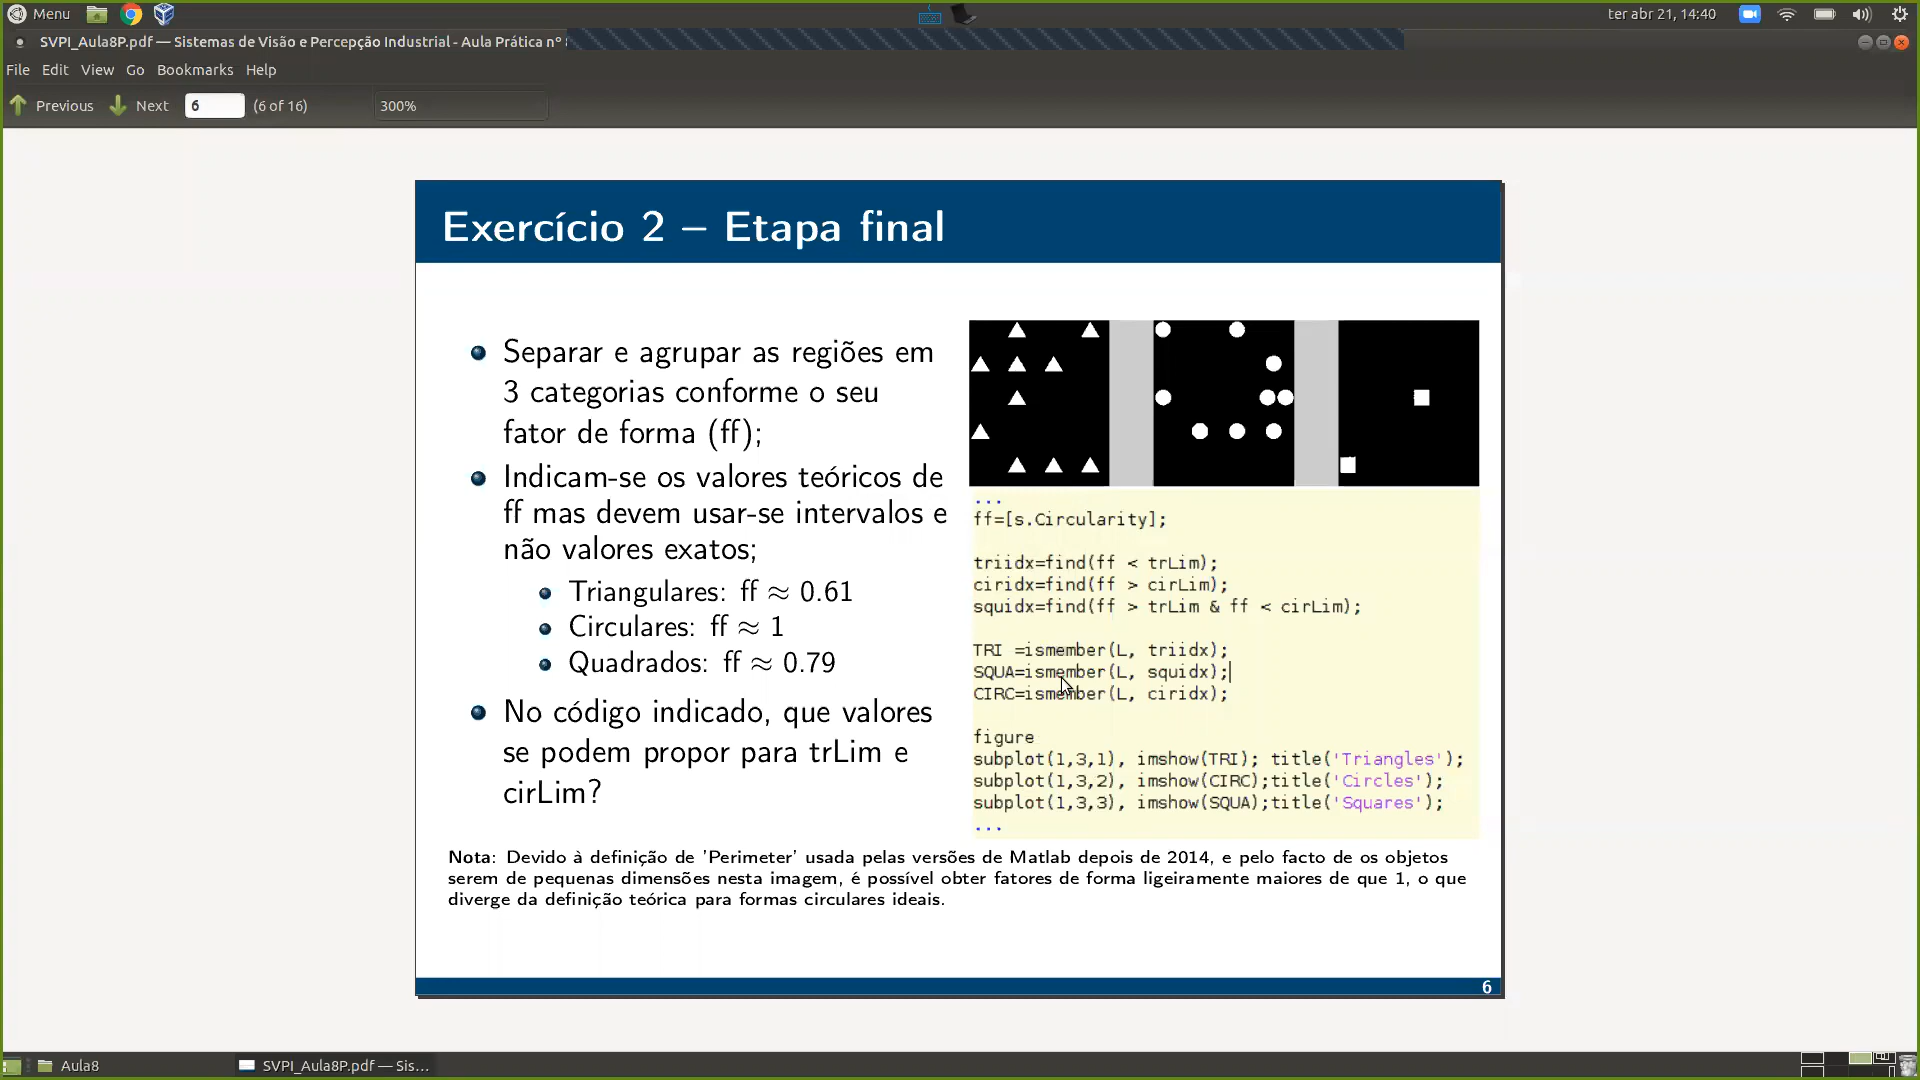 Menu
ter abr 21, 14:40
SVPI_Aula8P.pdf — Sistemas de Visão e Percepção Industrial - Aula Prática nº
File Edit View Go Bookmarks Help
Previous Next 6 (6 of 16) 300%
Exercício 2 – Etapa final
Separar e agrupar as regiões em
3 categorias conforme o seu
fator de forma (ff);
Indicam-se os valores teóricos de
ff mas devem usar-se intervalos e
não valores exatos;
Triangulares: ff ≈ 0.61
Circulares: ff ≈ 1
Quadrados: ff ≈ 0.79
No código indicado, que valores
se podem propor para trLim e
cirLim?
...
ff=[s.Circularity];
triidx=find(ff < trLim);
ciridx=find(ff > cirLim);
squidx=find(ff > trLim & ff < cirLim);
TRI =ismember(L, triidx);
SQUA=ismember(L, squidx);
CIRC=ismember(L, ciridx);
figure
subplot(1,3,1), imshow(TRI); title('Triangles');
subplot(1,3,2), imshow(CIRC);title('Circles');
subplot(1,3,3), imshow(SQUA);title('Squares');
...
Nota: Devido à definição de 'Perimeter' usada pelas versões de Matlab depois de 2014, e pelo facto de os objetos
serem de pequenas dimensões nesta imagem, é possível obter fatores de forma ligeiramente maiores de que 1, o que
diverge da definição teórica para formas circulares ideais.
6
Aula8
SVPI_Aula8P.pdf — Sis...